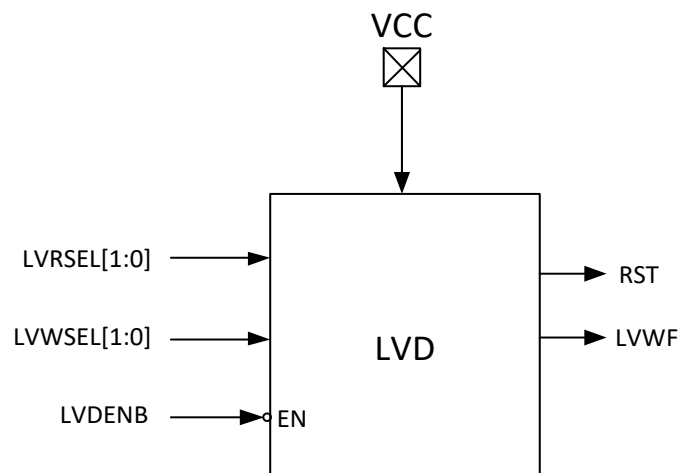 VCC
LVRSEL[1:0]
RST
LVWSEL[1:0]
LVD
LVWF
LVDENB
EN